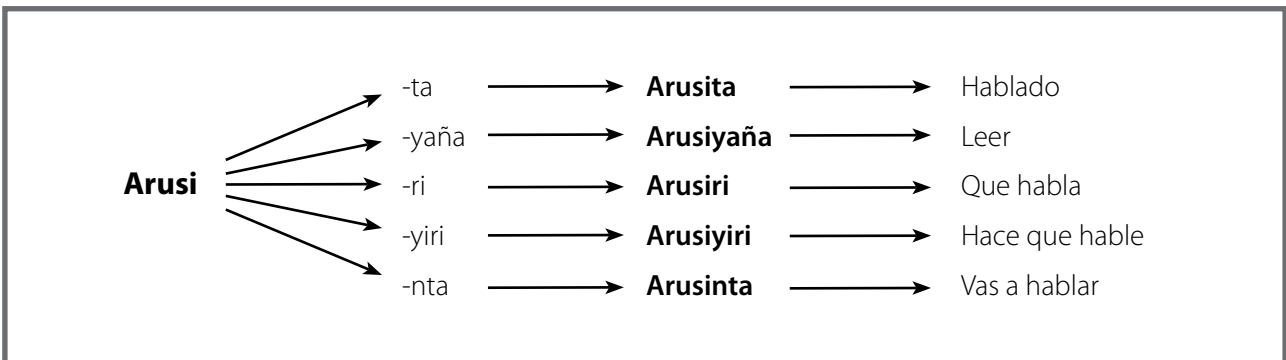 -ta Arusita Hablado
-yaña Arusiyaña Leer
Arusi -ri Arusiri Que habla
-yiri Arusiyiri Hace que hable
-nta Arusinta Vas a hablar